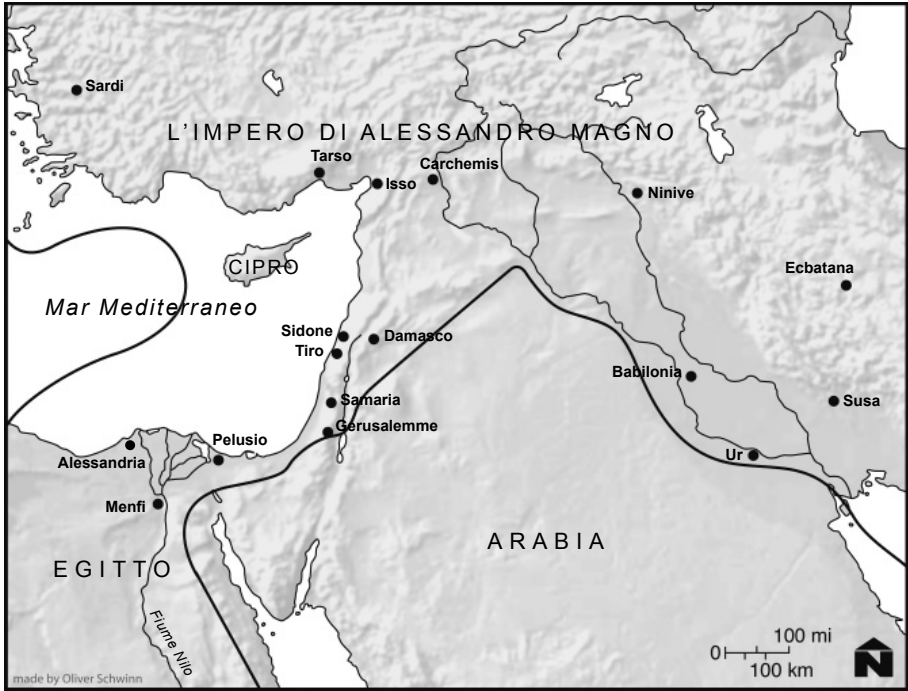 Sardi
L'IMPERO DI ALESSANDRO MAGNO
Tarso
Carchemis
Isso
Ninive
CIPRO
Ecbatana
Mar Mediterraneo
Sidone
Damasco
Tiro
Babilonia
Samaria
Susa
Gerusalemme
Pelusio
Alessandria
Ur
Menfi
ARABIA
EGITTO
Fiume Nilo
100 mi
0
100 km
N
made by Oliver Schwinn